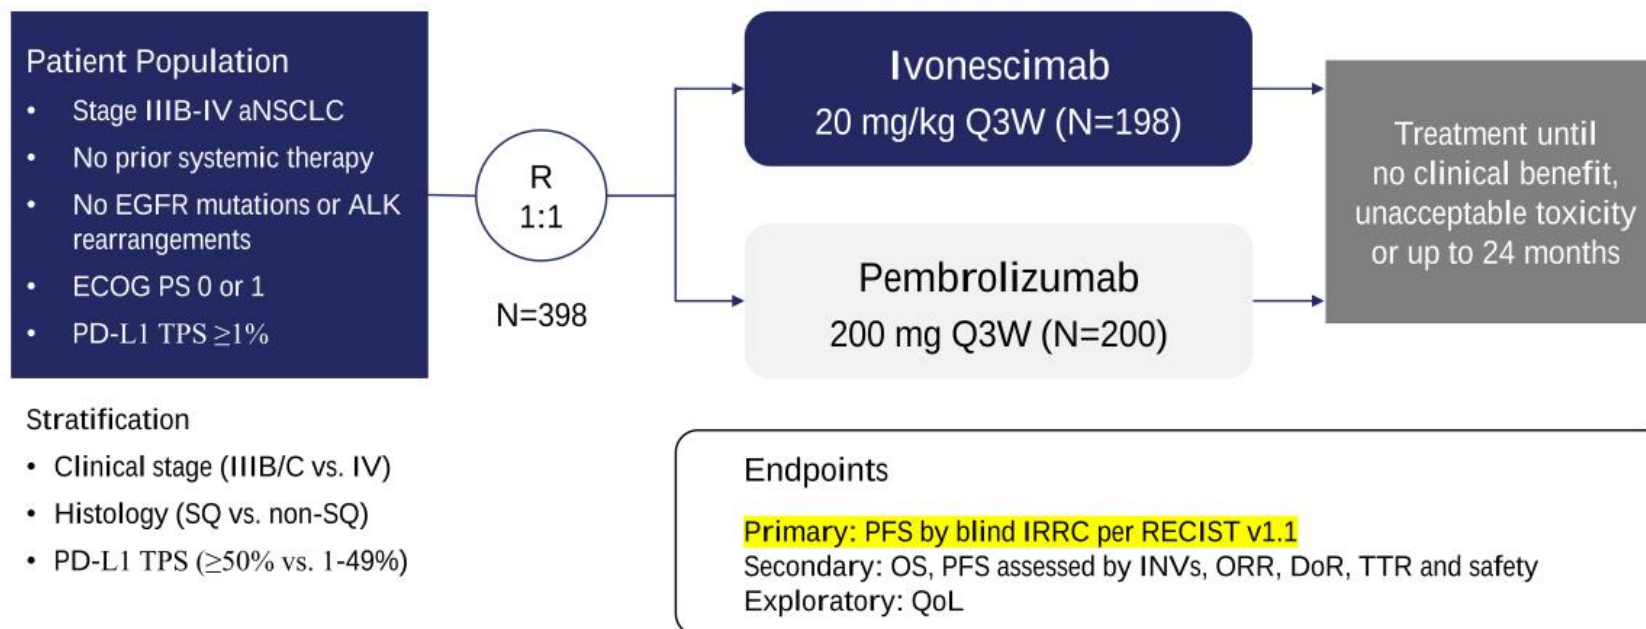 Patient Population
• Stage IIIB-IV aNSCLC
• No prior systemic therapy
• No EGFR mutations or ALK
rearrangements
• ECOG PS 0 or 1
• PD-L1 TPS ≥1%
R
1:1
N=398
Ivonescimab
20 mg/kg Q3W (N=198)
Pembrolizumab
200 mg Q3W (N=200)
Treatment until
no clinical benefit,
unacceptable toxicity
or up to 24 months
Stratification
• Clinical stage (IIIB/C vs. IV)
• Histology (SQ vs. non-SQ)
• PD-L1 TPS (≥50% vs. 1-49%)
Endpoints
Primary: PFS by blind IRRC per RECIST v1.1
Secondary: OS, PFS assessed by INVs, ORR, DoR, TTR and safety
Exploratory: QoL